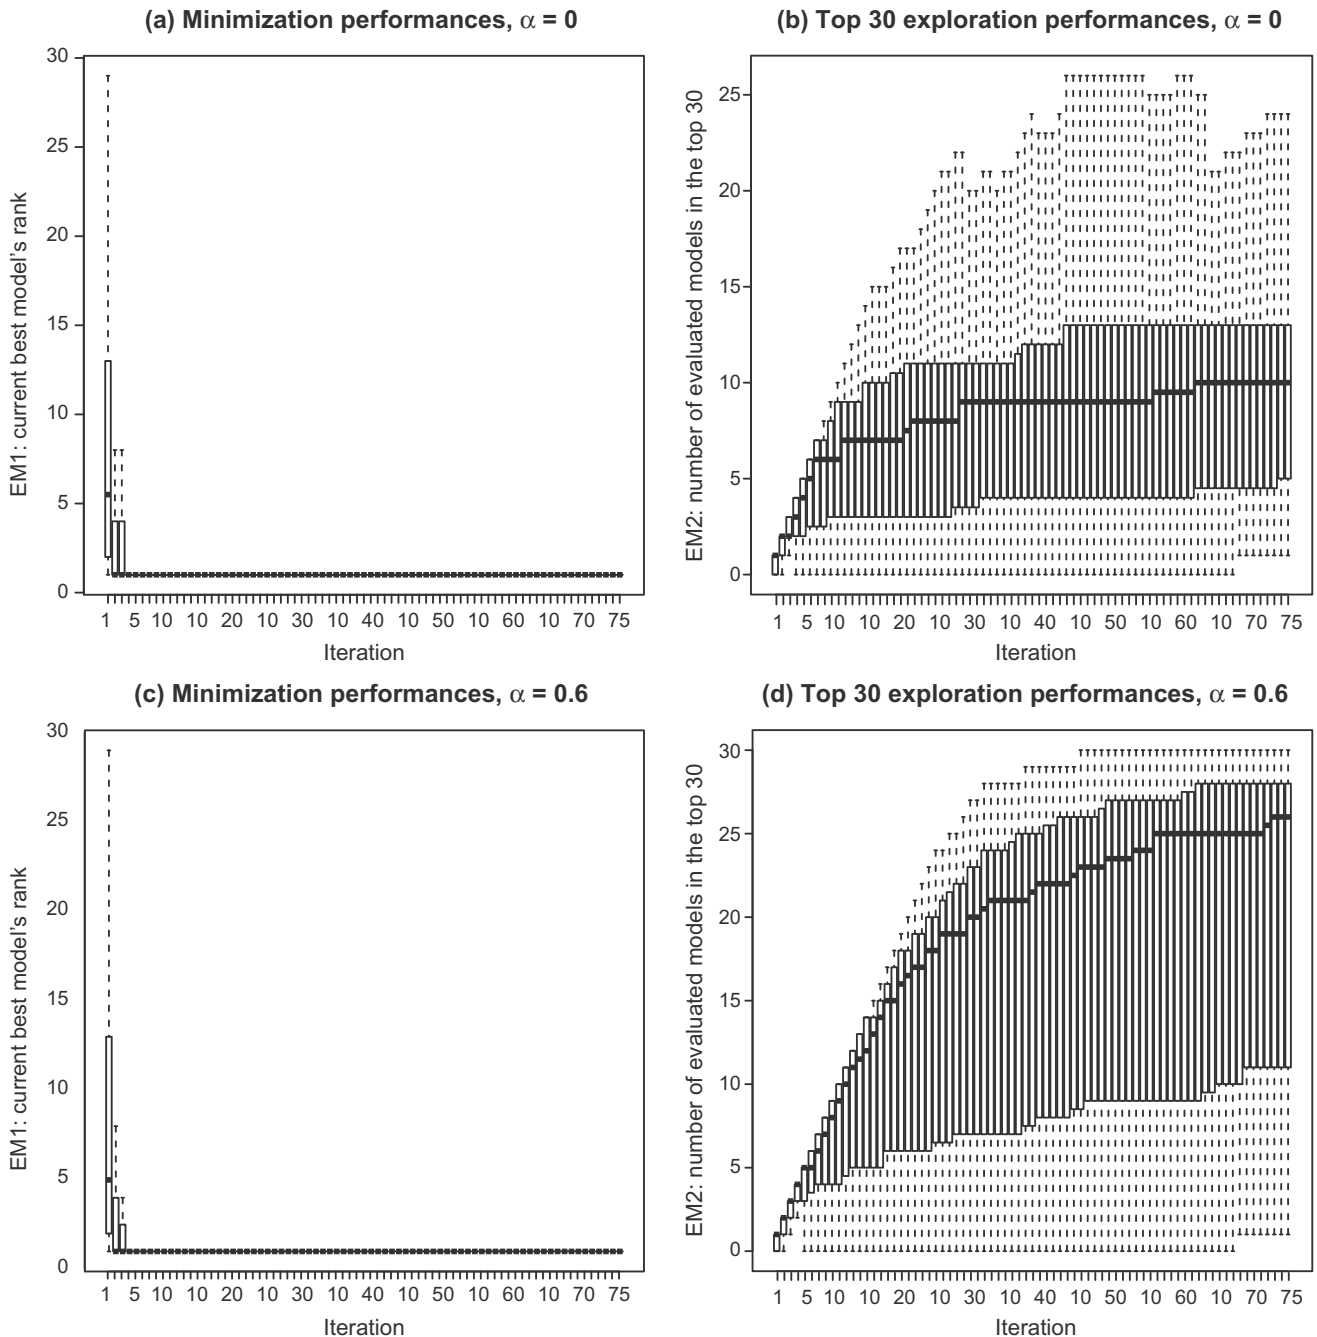 (a) Minimization performances, α = 0
EM1: current best model's rank
30
25
20
15
10
5
0
1 5 10 10 20 10 30 10 40 10 50 10 60 10 70 75
Iteration
(b) Top 30 exploration performances, α = 0
EM2: number of evaluated models in the top 30
25
20
15
10
5
0
1 5 10 10 20 10 30 10 40 10 50 10 60 10 70 75
Iteration
(c) Minimization performances, α = 0.6
EM1: current best model's rank
30
25
20
15
10
5
0
1 5 10 10 20 10 30 10 40 10 50 10 60 10 70 75
Iteration
(d) Top 30 exploration performances, α = 0.6
EM2: number of evaluated models in the top 30
30
25
20
15
10
5
0
1 5 10 10 20 10 30 10 40 10 50 10 60 10 70 75
Iteration